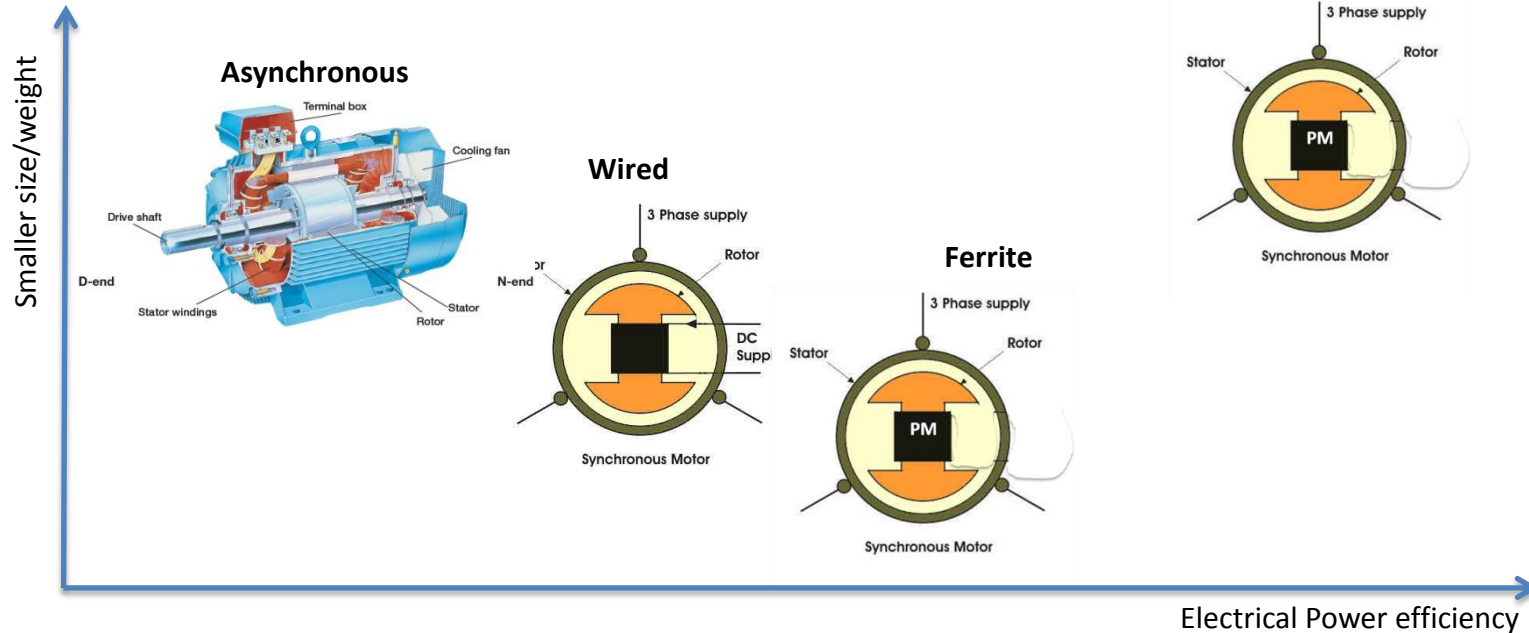 Smaller size/weight
Asynchronous
Terminal box
Cooling fan
Drive shaft
D-end
Stator windings
Rotor
Stator
N-end
Wired
3 Phase supply
or
Rotor
DC
Suppl
Synchronous Motor
Ferrite
3 Phase supply
Stator
Rotor
PM
Synchronous Motor
3 Phase supply
Stator
Rotor
PM
Synchronous Motor
Electrical Power efficiency